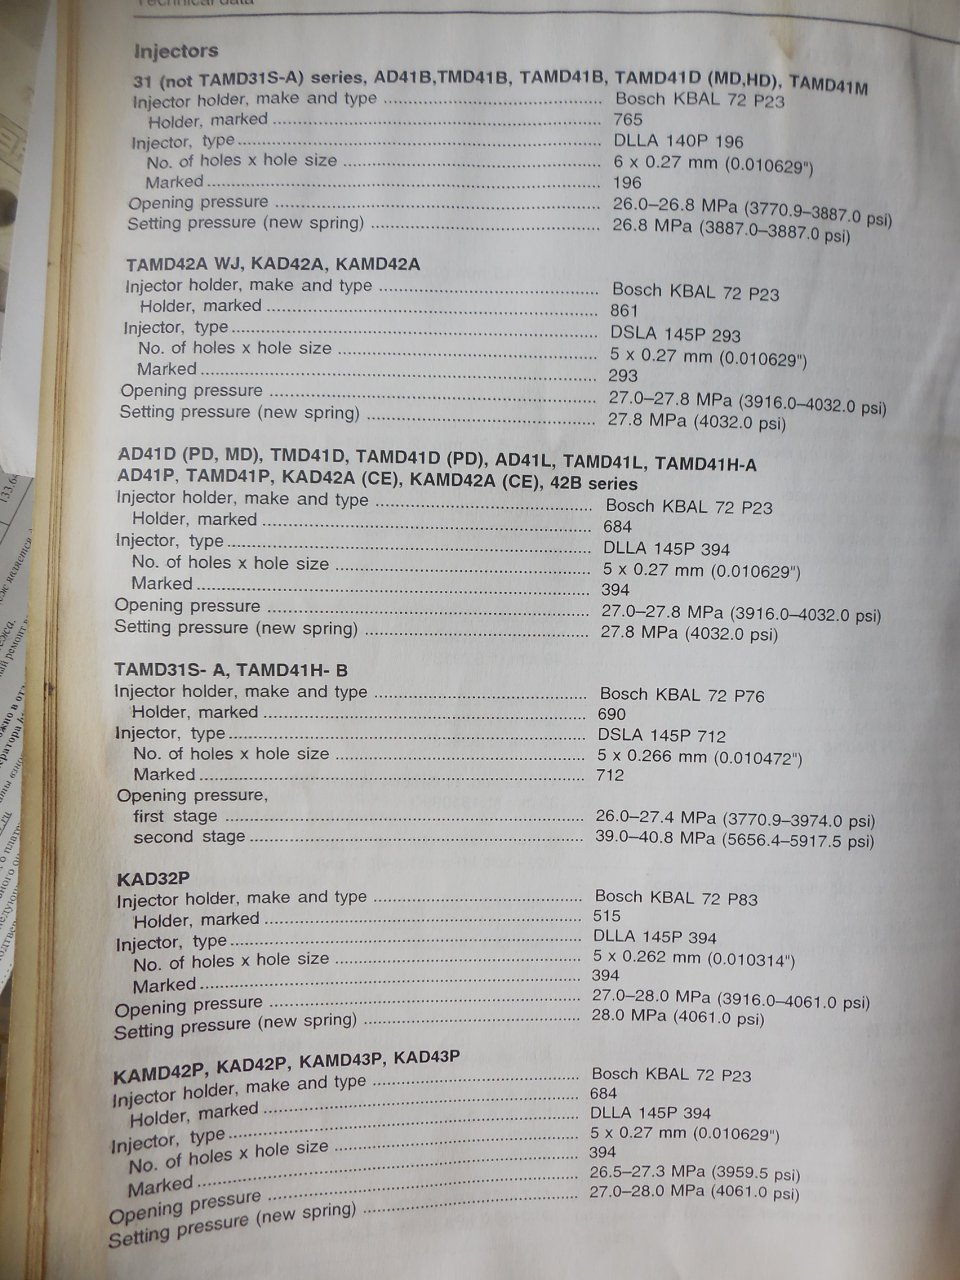 Technical data
Injectors
31 (not TAMD31S-A) series, AD41B,TMD41B, TAMD41B, TAMD41D (MD,HD), TAMD41M
Injector holder, make and type ........ Bosch KBAL 72 P23
Holder, marked ........ 765
Injector, type ........ DLLA 140P 196
No. of holes x hole size ........ 6 x 0.27 mm (0.010629")
Marked ........ 196
Opening pressure ........ 26.0–26.8 MPa (3770.9–3887.0 psi)
Setting pressure (new spring) ........ 26.8 MPa (3887.0–3887.0 psi)
TAMD42A WJ, KAD42A, KAMD42A
Injector holder, make and type ........ Bosch KBAL 72 P23
Holder, marked ........ 861
Injector, type ........ DSLA 145P 293
No. of holes x hole size ........ 5 x 0.27 mm (0.010629")
Marked ........ 293
Opening pressure ........ 27.0–27.8 MPa (3916.0–4032.0 psi)
Setting pressure (new spring) ........ 27.8 MPa (4032.0 psi)
AD41D (PD, MD), TMD41D, TAMD41D (PD), AD41L, TAMD41L, TAMD41H-A
AD41P, TAMD41P, KAD42A (CE), KAMD42A (CE), 42B series
Injector holder, make and type ........ Bosch KBAL 72 P23
Holder, marked ........ 684
Injector, type ........ DLLA 145P 394
No. of holes x hole size ........ 5 x 0.27 mm (0.010629")
Marked ........ 394
Opening pressure ........ 27.0–27.8 MPa (3916.0–4032.0 psi)
Setting pressure (new spring) ........ 27.8 MPa (4032.0 psi)
TAMD31S- A, TAMD41H- B
Injector holder, make and type ........ Bosch KBAL 72 P76
Holder, marked ........ 690
Injector, type ........ DSLA 145P 712
No. of holes x hole size ........ 5 x 0.266 mm (0.010472")
Marked ........ 712
Opening pressure,
first stage ........ 26.0–27.4 MPa (3770.9–3974.0 psi)
second stage ........ 39.0–40.8 MPa (5656.4–5917.5 psi)
KAD32P
Injector holder, make and type ........ Bosch KBAL 72 P83
Holder, marked ........ 515
Injector, type ........ DLLA 145P 394
No. of holes x hole size ........ 5 x 0.262 mm (0.010314")
Marked ........ 394
Opening pressure ........ 27.0–28.0 MPa (3916.0–4061.0 psi)
Setting pressure (new spring) ........ 28.0 MPa (4061.0 psi)
KAMD42P, KAD42P, KAMD43P, KAD43P
Injector holder, make and type ........ Bosch KBAL 72 P23
Holder, marked ........ 684
Injector, type ........ DLLA 145P 394
No. of holes x hole size ........ 5 x 0.27 mm (0.010629")
Marked ........ 394
Opening pressure ........ 26.5–27.3 MPa (3959.5 psi)
Setting pressure (new spring) ........ 27.0–28.0 MPa (4061.0 psi)